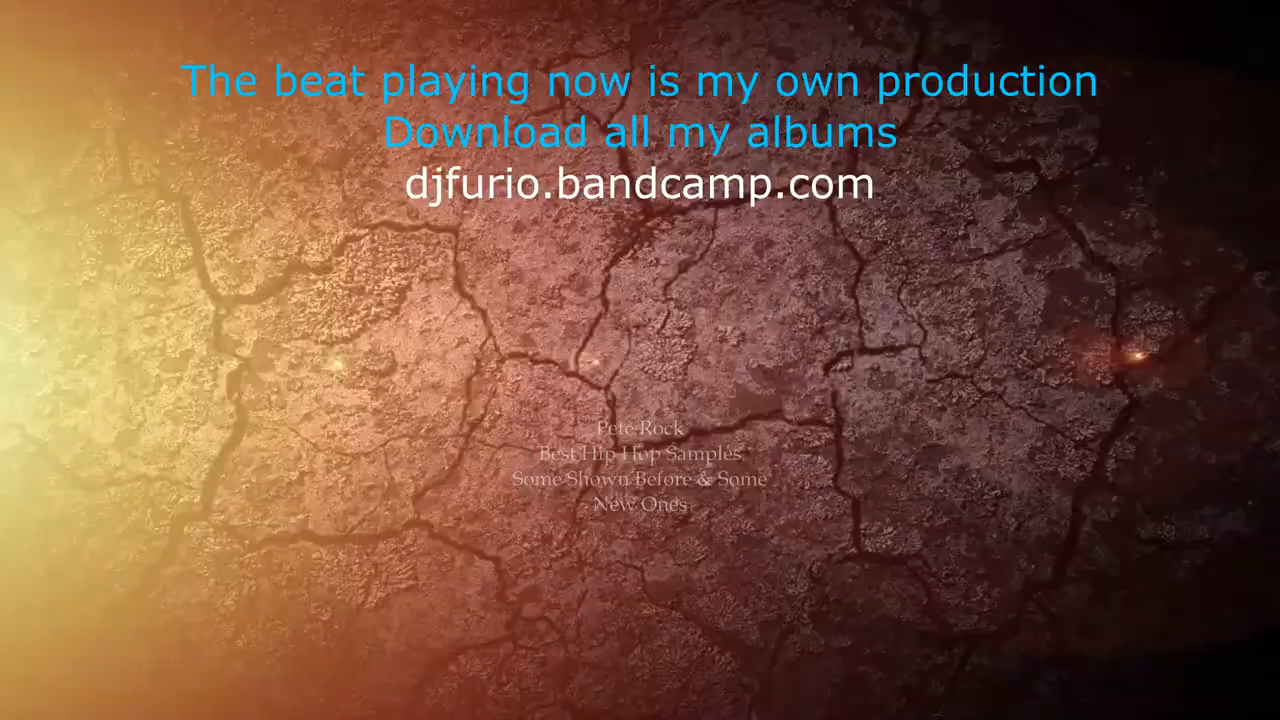 The beat playing now is my own production
Download all my albums
djfurio.bandcamp.com
Pete Rock
Best Hip Hop Samples
Some Shown Before & Some
New Ones